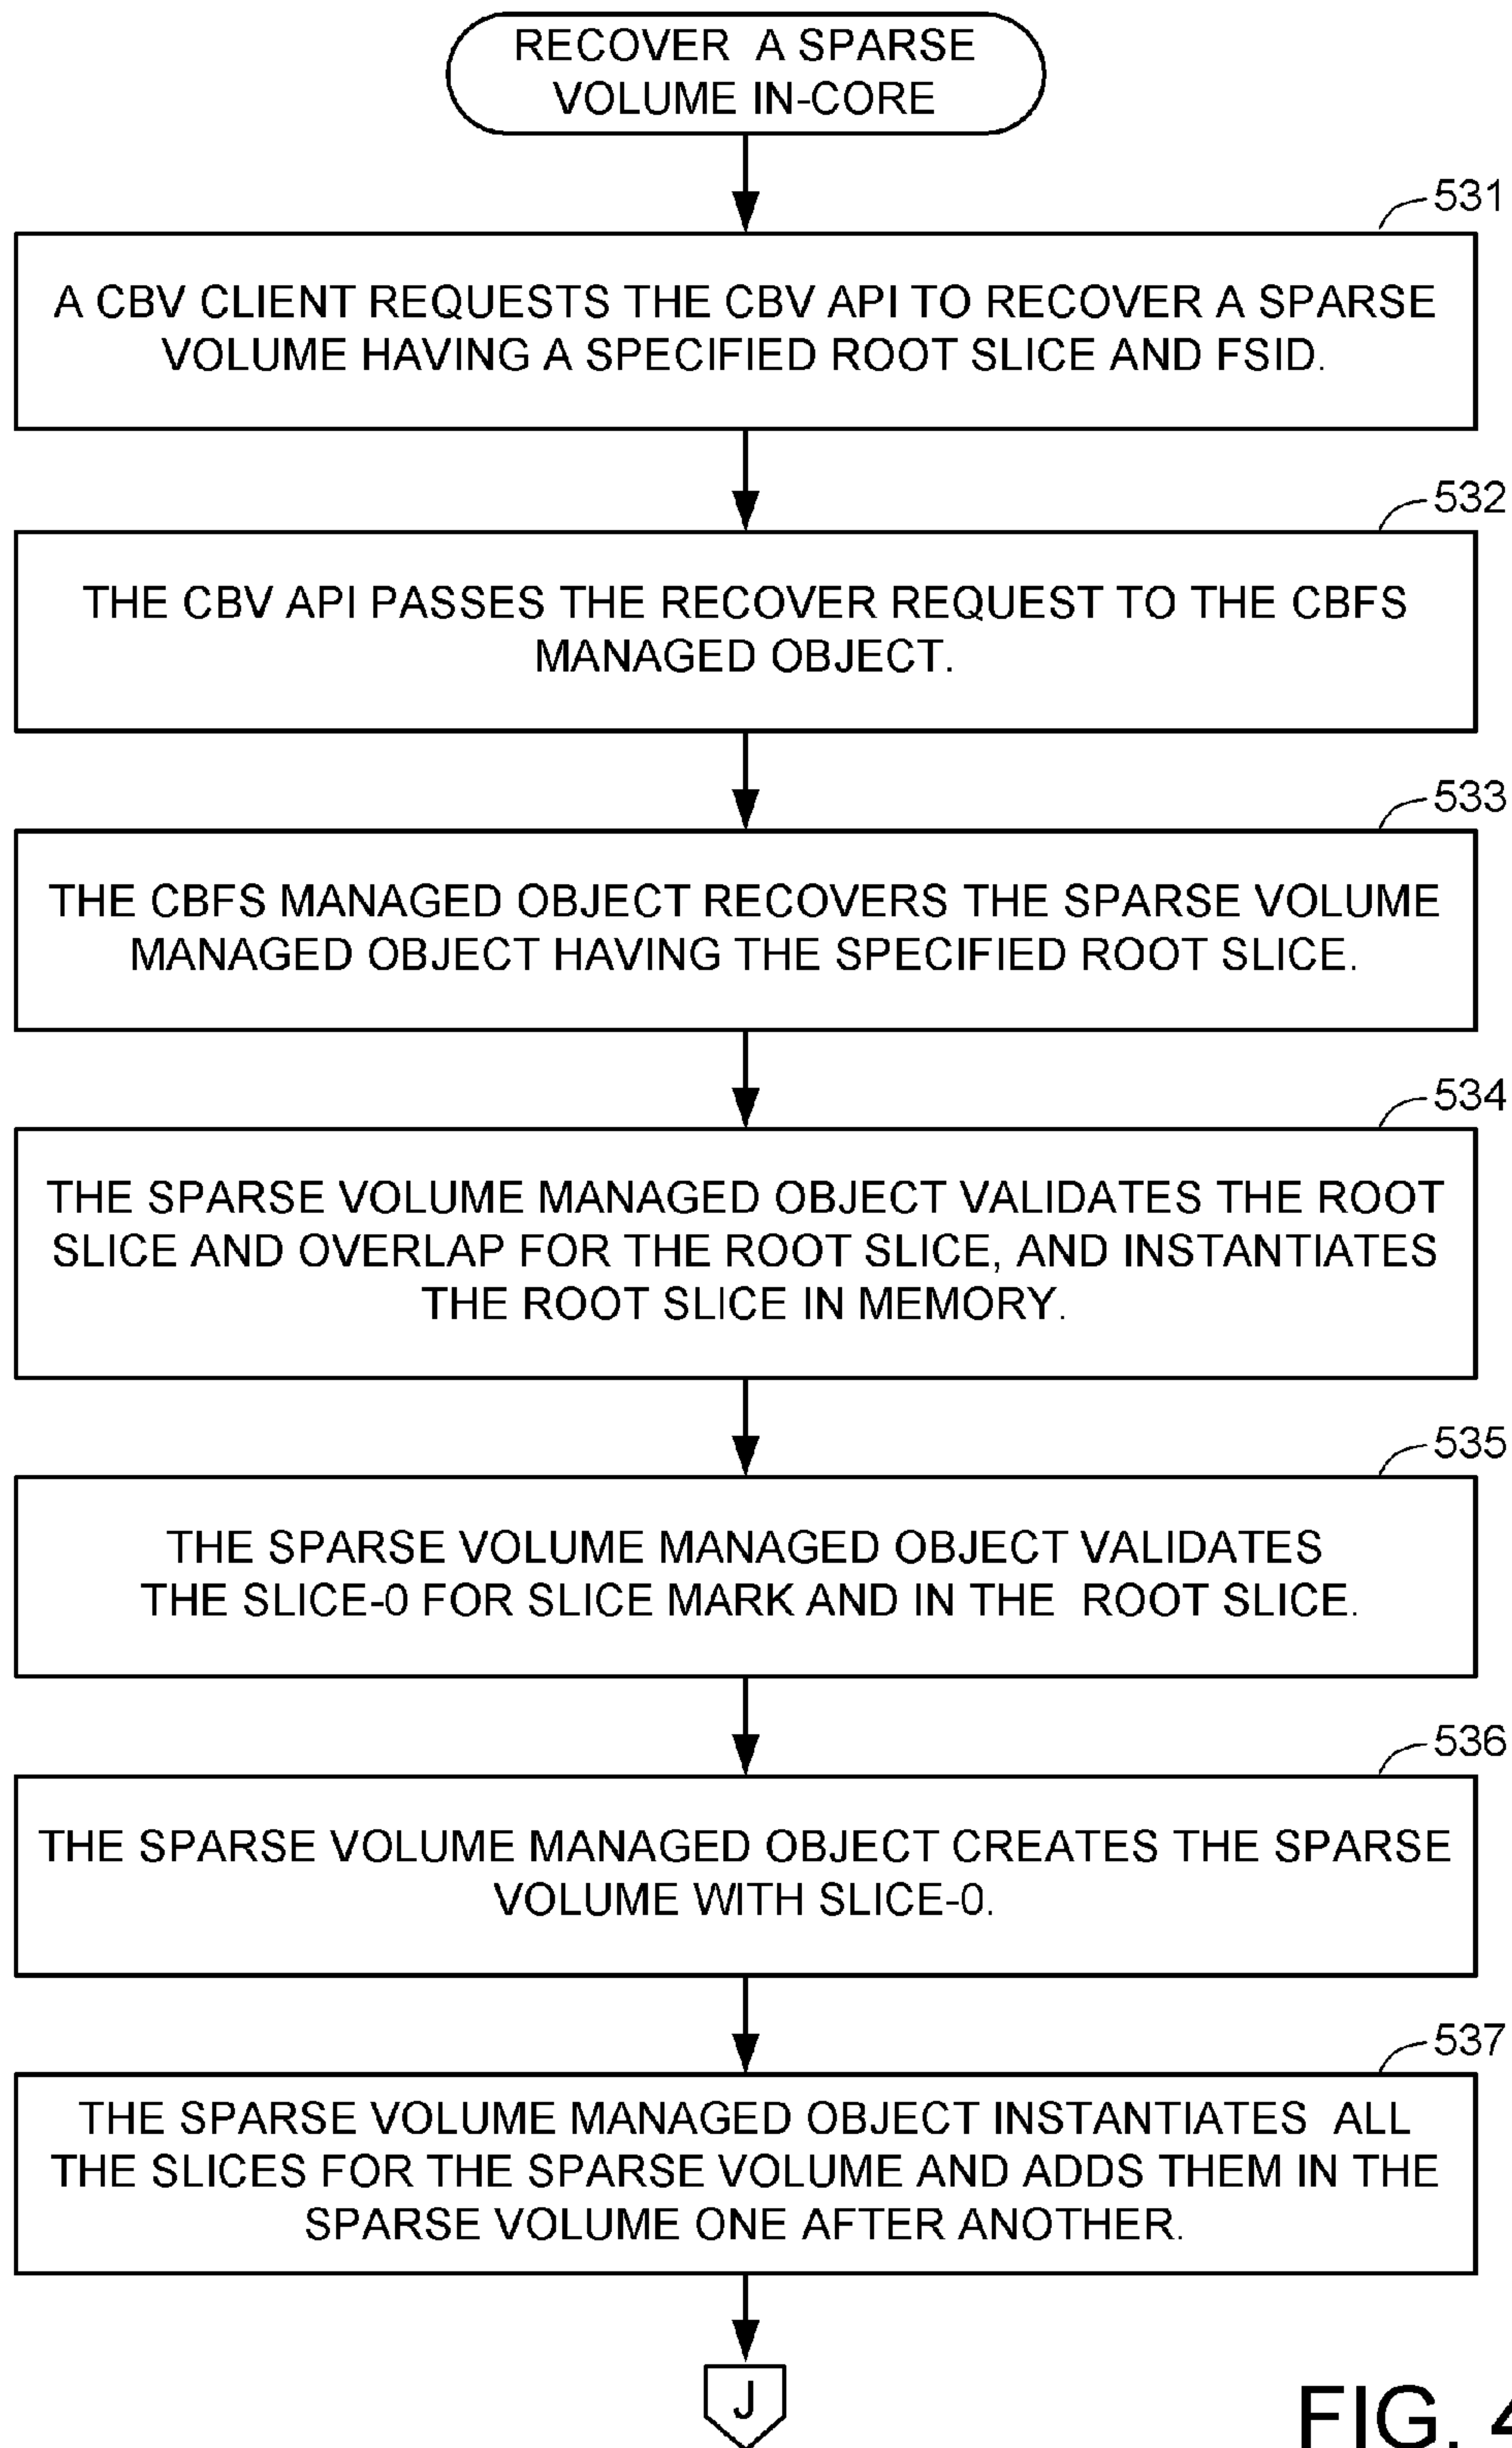 RECOVER A SPARSE
VOLUME IN-CORE
531
A CBV CLIENT REQUESTS THE CBV API TO RECOVER A SPARSE
VOLUME HAVING A SPECIFIED ROOT SLICE AND FSID.
532
THE CBV API PASSES THE RECOVER REQUEST TO THE CBFS
MANAGED OBJECT.
533
THE CBFS MANAGED OBJECT RECOVERS THE SPARSE VOLUME
MANAGED OBJECT HAVING THE SPECIFIED ROOT SLICE.
534
THE SPARSE VOLUME MANAGED OBJECT VALIDATES THE ROOT
SLICE AND OVERLAP FOR THE ROOT SLICE, AND INSTANTIATES
THE ROOT SLICE IN MEMORY.
535
THE SPARSE VOLUME MANAGED OBJECT VALIDATES
THE SLICE-0 FOR SLICE MARK AND IN THE ROOT SLICE.
536
THE SPARSE VOLUME MANAGED OBJECT CREATES THE SPARSE
VOLUME WITH SLICE-0.
537
THE SPARSE VOLUME MANAGED OBJECT INSTANTIATES ALL
THE SLICES FOR THE SPARSE VOLUME AND ADDS THEM IN THE
SPARSE VOLUME ONE AFTER ANOTHER.
J
FIG.